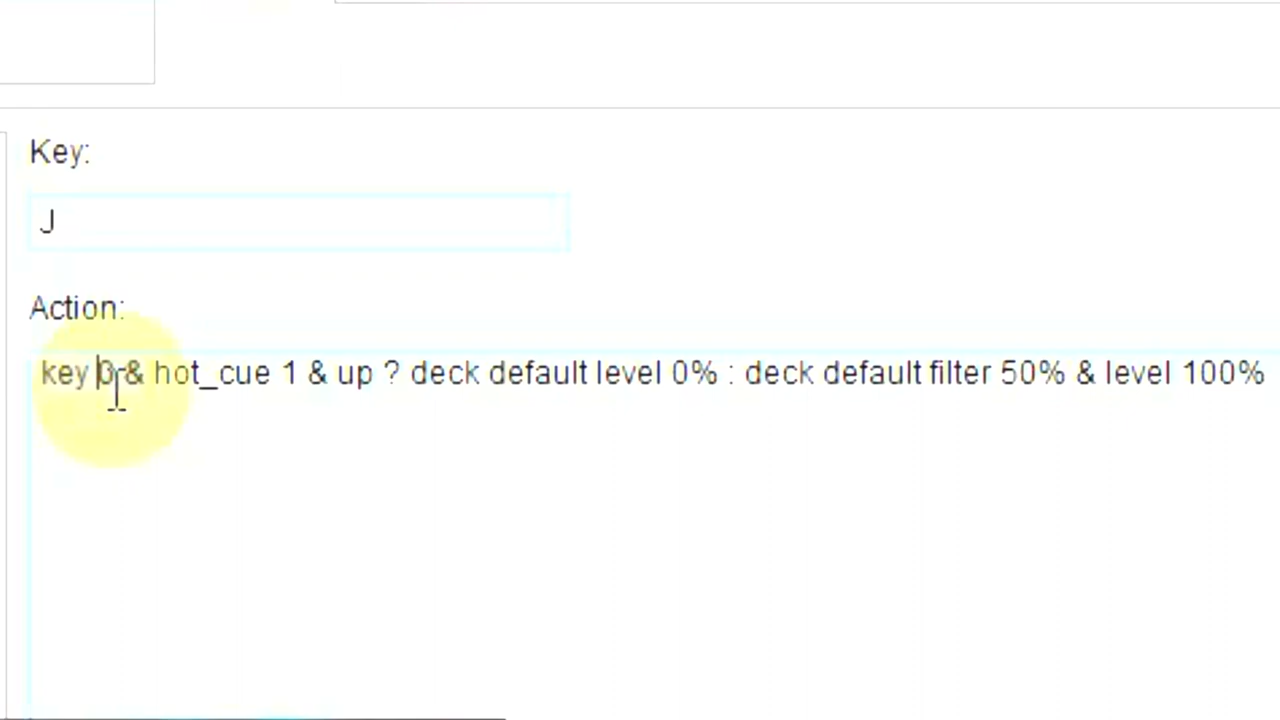 Key:
J
Action:
key 0 & hot_cue 1 & up ? deck default level 0% : deck default filter 50% & level 100%